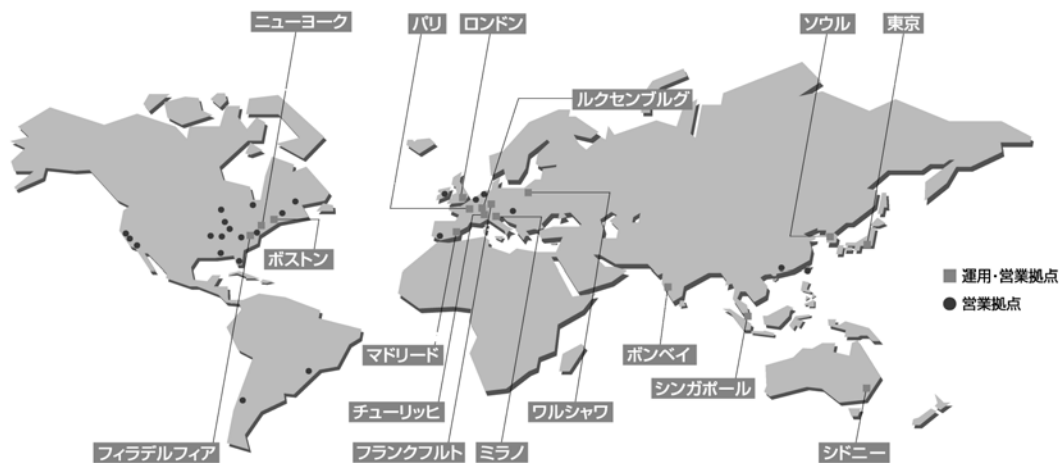 ニューヨーク
パリ
ロンドン
ソウル
東京
ルクセンブルグ
ボストン
運用・営業拠点
営業拠点
マドリード
ボンベイ
シンガポール
チューリッヒ
ワルシャワ
フィラデルフィア
フランクフルト
ミラノ
シドニー